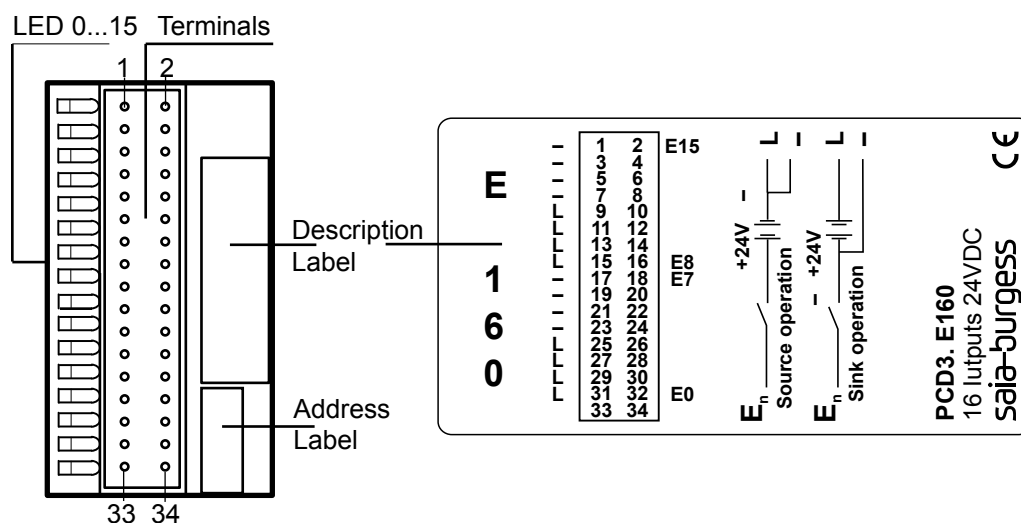 LED 0...15 Terminals
1 2
33 34
Description
Label
Address
Label
E
1
6
0
– 1 2 E15
– 3 4
– 5 6
– 7 8
L 9 10
L 11 12
L 13 14
L 15 16 E8
– 17 18 E7
– 19 20
– 21 22
– 23 24
L 25 26
L 27 28
L 29 30
L 31 32 E0
33 34
L –
+24V –
En
Source operation
L –
– +24V
En
Sink operation
PCD3. E160
16 Iutputs 24VDC
saia-burgess
CE